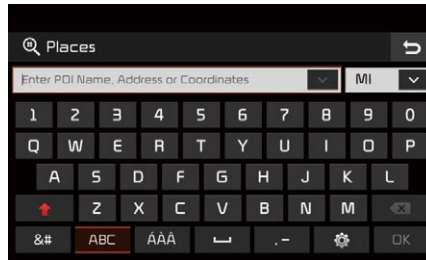 Places
Enter POI Name, Address or Coordinates MI
1 2 3 4 5 6 7 8 9 0
Q W E R T Y U I O P
A S D F G H J K L
Z X C V B N M
&# ABC ÁÀÂ .- OK